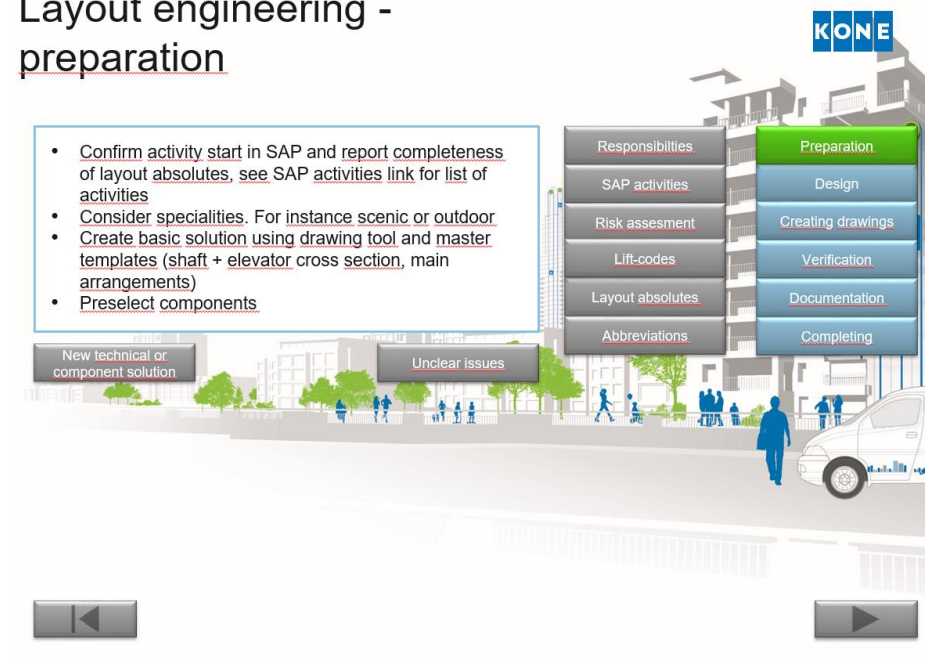 Layout engineering -
preparation
KONE
• Confirm activity start in SAP and report completeness
of layout absolutes, see SAP activities link for list of
activities
• Consider specialities. For instance scenic or outdoor
• Create basic solution using drawing tool and master
templates (shaft + elevator cross section, main
arrangements)
• Preselect components
New technical or
component solution
Unclear issues
Responsibilties
SAP activities
Risk assesment
Lift-codes
Layout absolutes
Abbreviations
Preparation
Design
Creating drawings
Verification
Documentation
Completing